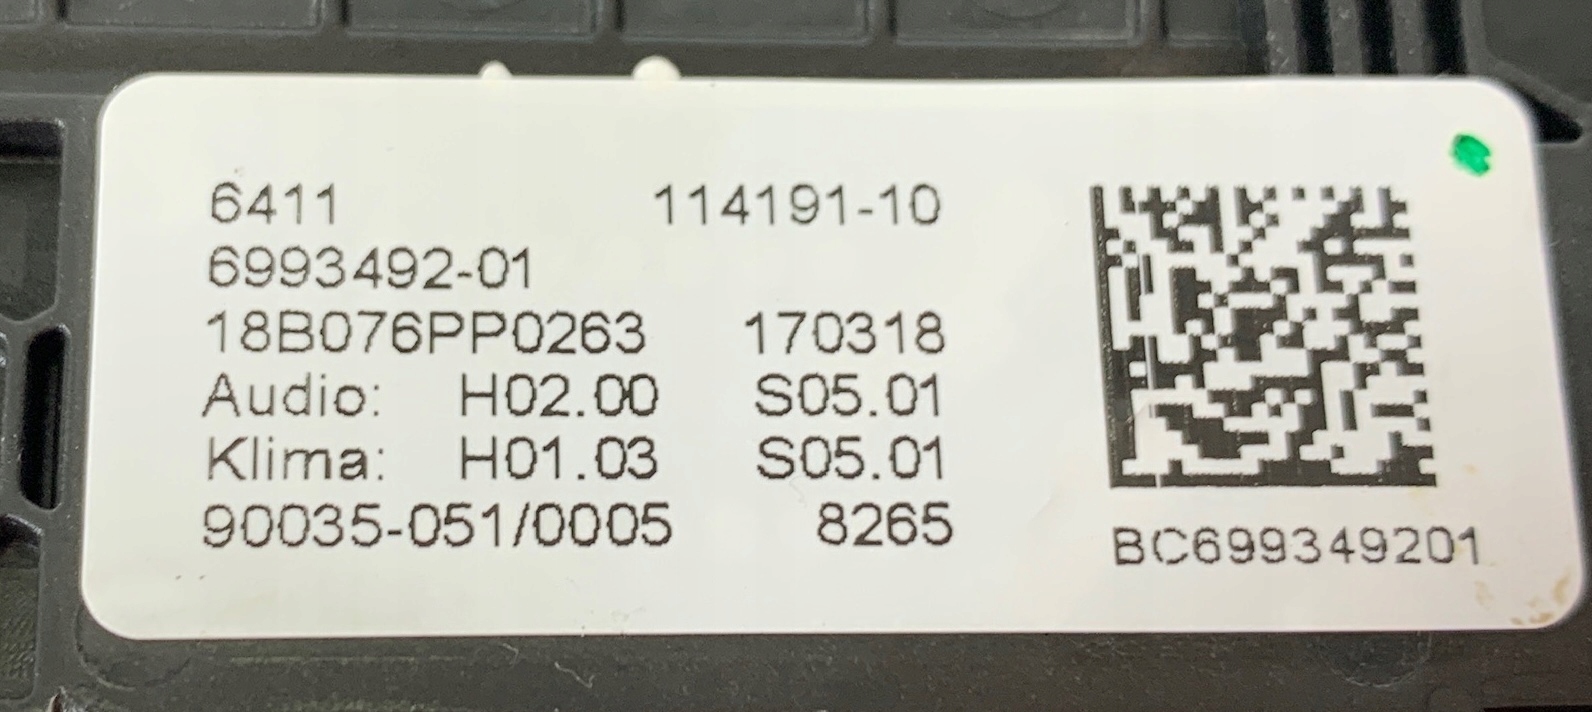 6411 114191-10
6993492-01
18B076PP0263 170318
Audio: H02.00 S05.01
Klima: H01.03 S05.01
90035-051/0005 8265
BC699349201